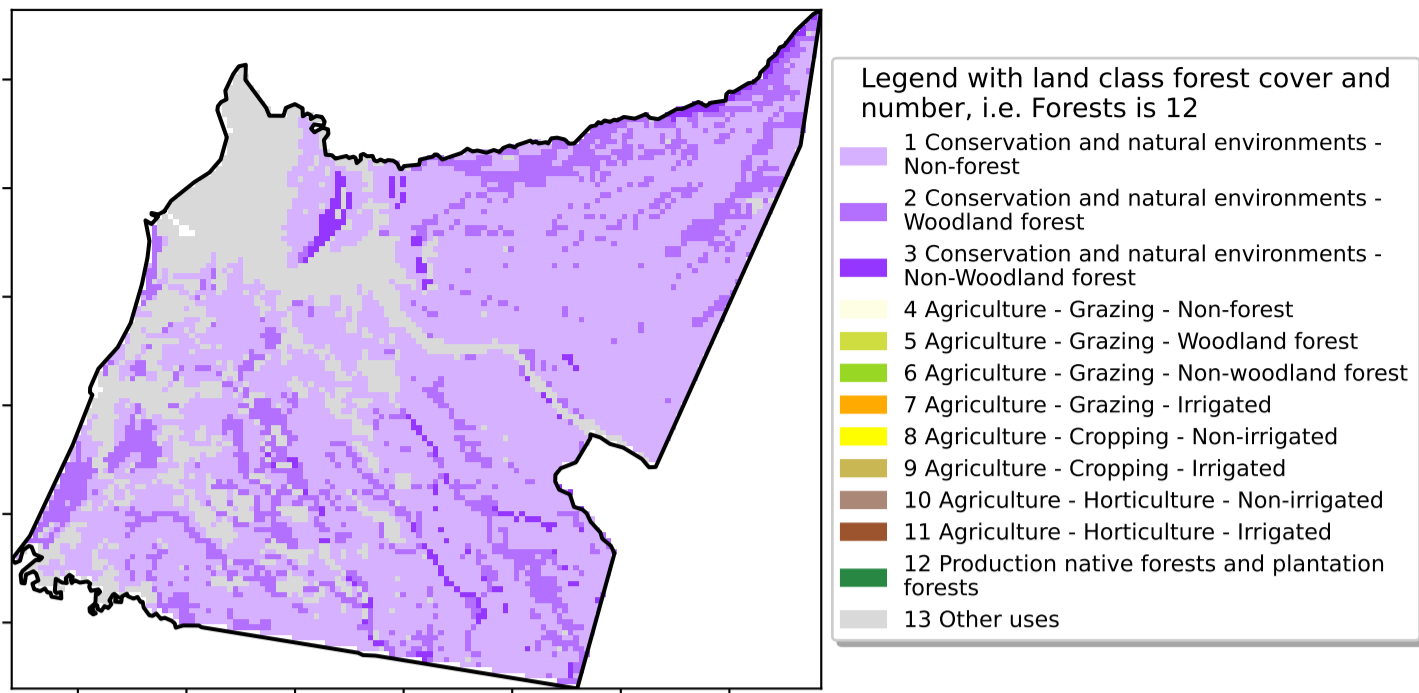 Legend with land class forest cover and
number, i.e. Forests is 12
1 Conservation and natural environments -
Non-forest
2 Conservation and natural environments -
Woodland forest
3 Conservation and natural environments -
Non-Woodland forest
4 Agriculture - Grazing - Non-forest
5 Agriculture - Grazing - Woodland forest
6 Agriculture - Grazing - Non-woodland forest
7 Agriculture - Grazing - Irrigated
8 Agriculture - Cropping - Non-irrigated
9 Agriculture - Cropping - Irrigated
10 Agriculture - Horticulture - Non-irrigated
11 Agriculture - Horticulture - Irrigated
12 Production native forests and plantation
forests
13 Other uses